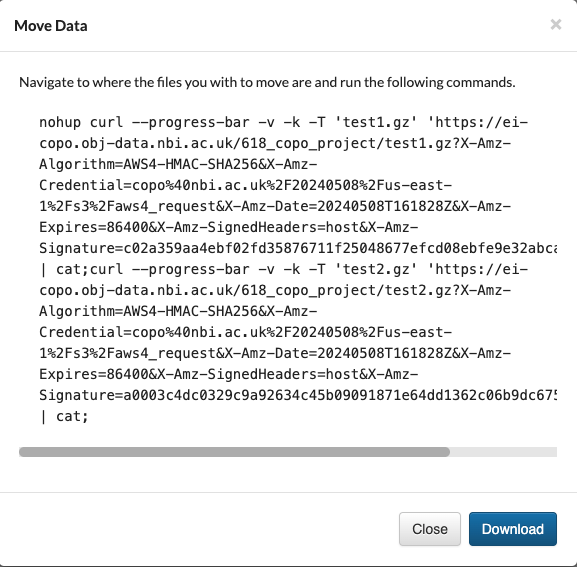 Move Data
×
Navigate to where the files you with to move are and run the following commands.
nohup curl --progress-bar -v -k -T 'test1.gz' 'https://ei-
copo.obj-data.nbi.ac.uk/618_copo_project/test1.gz?X-Amz-
Algorithm=AWS4-HMAC-SHA256&X-Amz-
Credential=copo%40nbi.ac.uk%2F20240508%2Fus-east-
1%2Fs3%2Faws4_request&X-Amz-Date=20240508T161828Z&X-Amz-
Expires=86400&X-Amz-SignedHeaders=host&X-Amz-
Signature=c02a359aa4ebf02fd35876711f25048677efcd08ebfe9e32abca
| cat;curl --progress-bar -v -k -T 'test2.gz' 'https://ei-
copo.obj-data.nbi.ac.uk/618_copo_project/test2.gz?X-Amz-
Algorithm=AWS4-HMAC-SHA256&X-Amz-
Credential=copo%40nbi.ac.uk%2F20240508%2Fus-east-
1%2Fs3%2Faws4_request&X-Amz-Date=20240508T161828Z&X-Amz-
Expires=86400&X-Amz-SignedHeaders=host&X-Amz-
Signature=a0003c4dc0329c9a92634c45b09091871e64dd1362c06b9dc675
| cat;
Close
Download